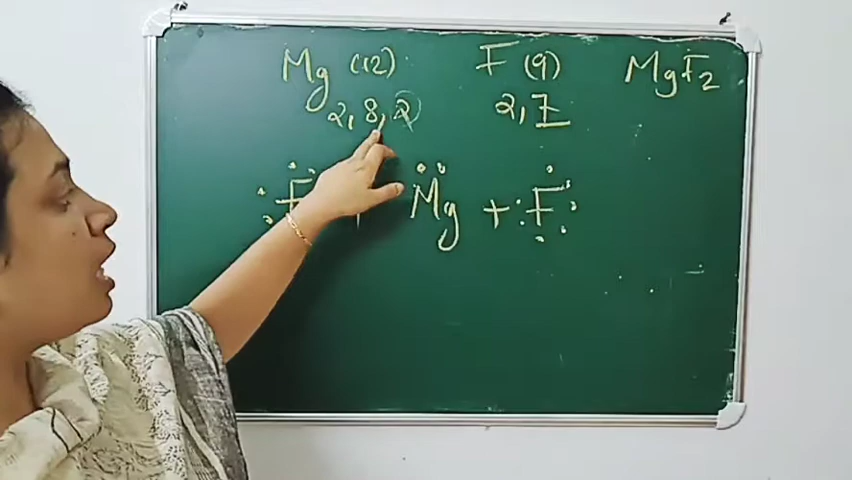 Mg (12) F (9) MgF2
2, 8, 2 2, 7
F + Mg + F